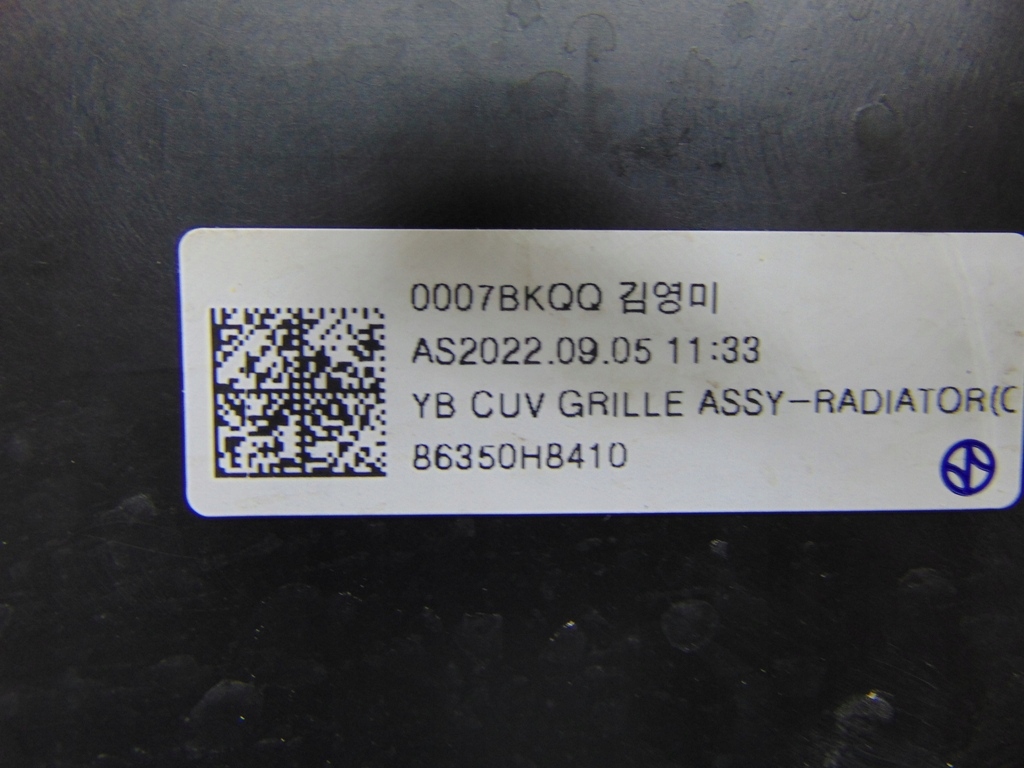 0007BKQQ 김영미
AS2022.09.05 11:33
YB CUV GRILLE ASSY-RADIATOR(C
86350H8410